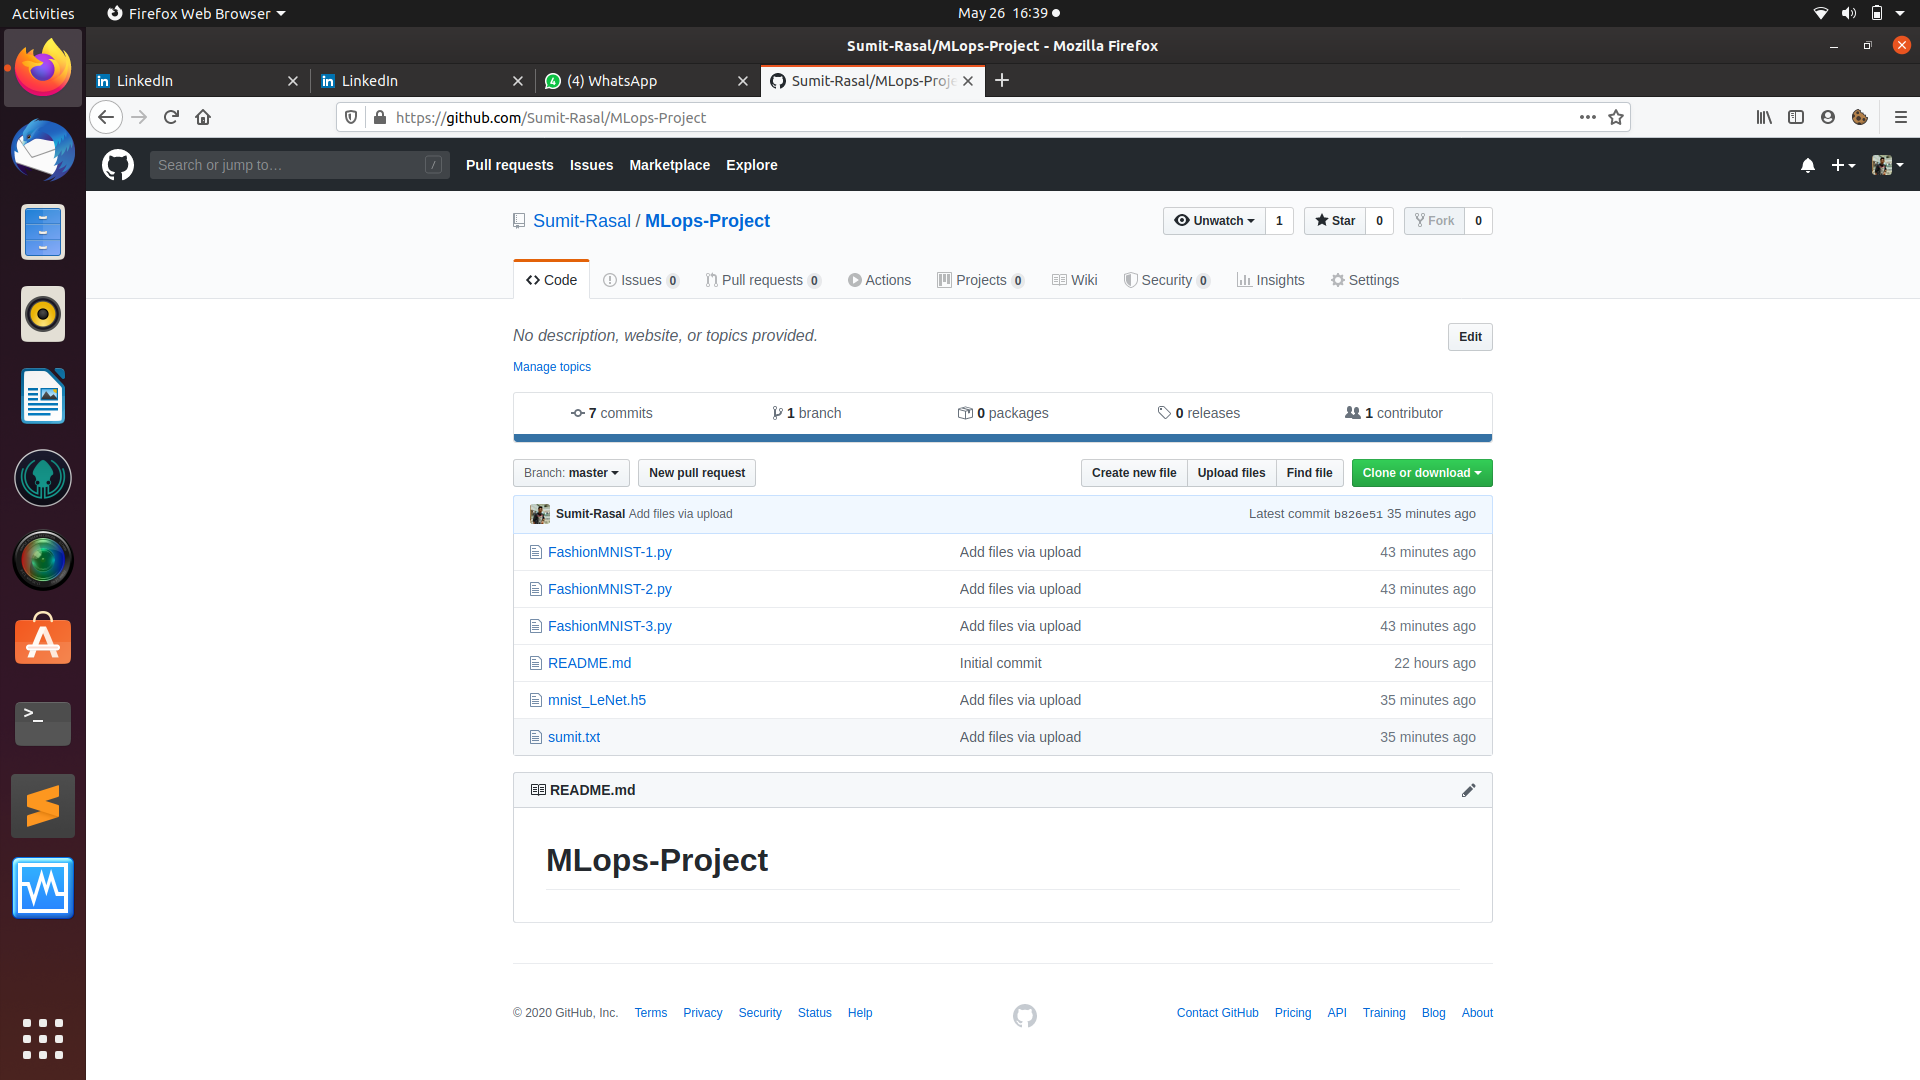 Activities Firefox Web Browser May 26 16:39
Sumit-Rasal/MLops-Project - Mozilla Firefox
LinkedIn LinkedIn (4) WhatsApp Sumit-Rasal/MLops-Proje
https://github.com/Sumit-Rasal/MLops-Project
Search or jump to… / Pull requests Issues Marketplace Explore
Sumit-Rasal / MLops-Project Unwatch 1 Star 0 Fork 0
Code Issues 0 Pull requests 0 Actions Projects 0 Wiki Security 0 Insights Settings
No description, website, or topics provided. Edit
Manage topics
7 commits 1 branch 0 packages 0 releases 1 contributor
Branch: master New pull request Create new file Upload files Find file Clone or download
Sumit-Rasal Add files via upload Latest commit b826e51 35 minutes ago
FashionMNIST-1.py Add files via upload 43 minutes ago
FashionMNIST-2.py Add files via upload 43 minutes ago
FashionMNIST-3.py Add files via upload 43 minutes ago
README.md Initial commit 22 hours ago
mnist_LeNet.h5 Add files via upload 35 minutes ago
sumit.txt Add files via upload 35 minutes ago
README.md
MLops-Project
© 2020 GitHub, Inc. Terms Privacy Security Status Help Contact GitHub Pricing API Training Blog About